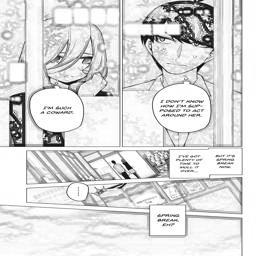 I'M SUCH
A COWARD.
I DON'T KNOW
HOW I'M SUP-
POSED TO ACT
AROUND HER.
BUT IT'S
SPRING
BREAK
NOW.
I'VE GOT
PLENTY OF
TIME TO
MULL IT
OVER...
SPRING
BREAK,
EH?